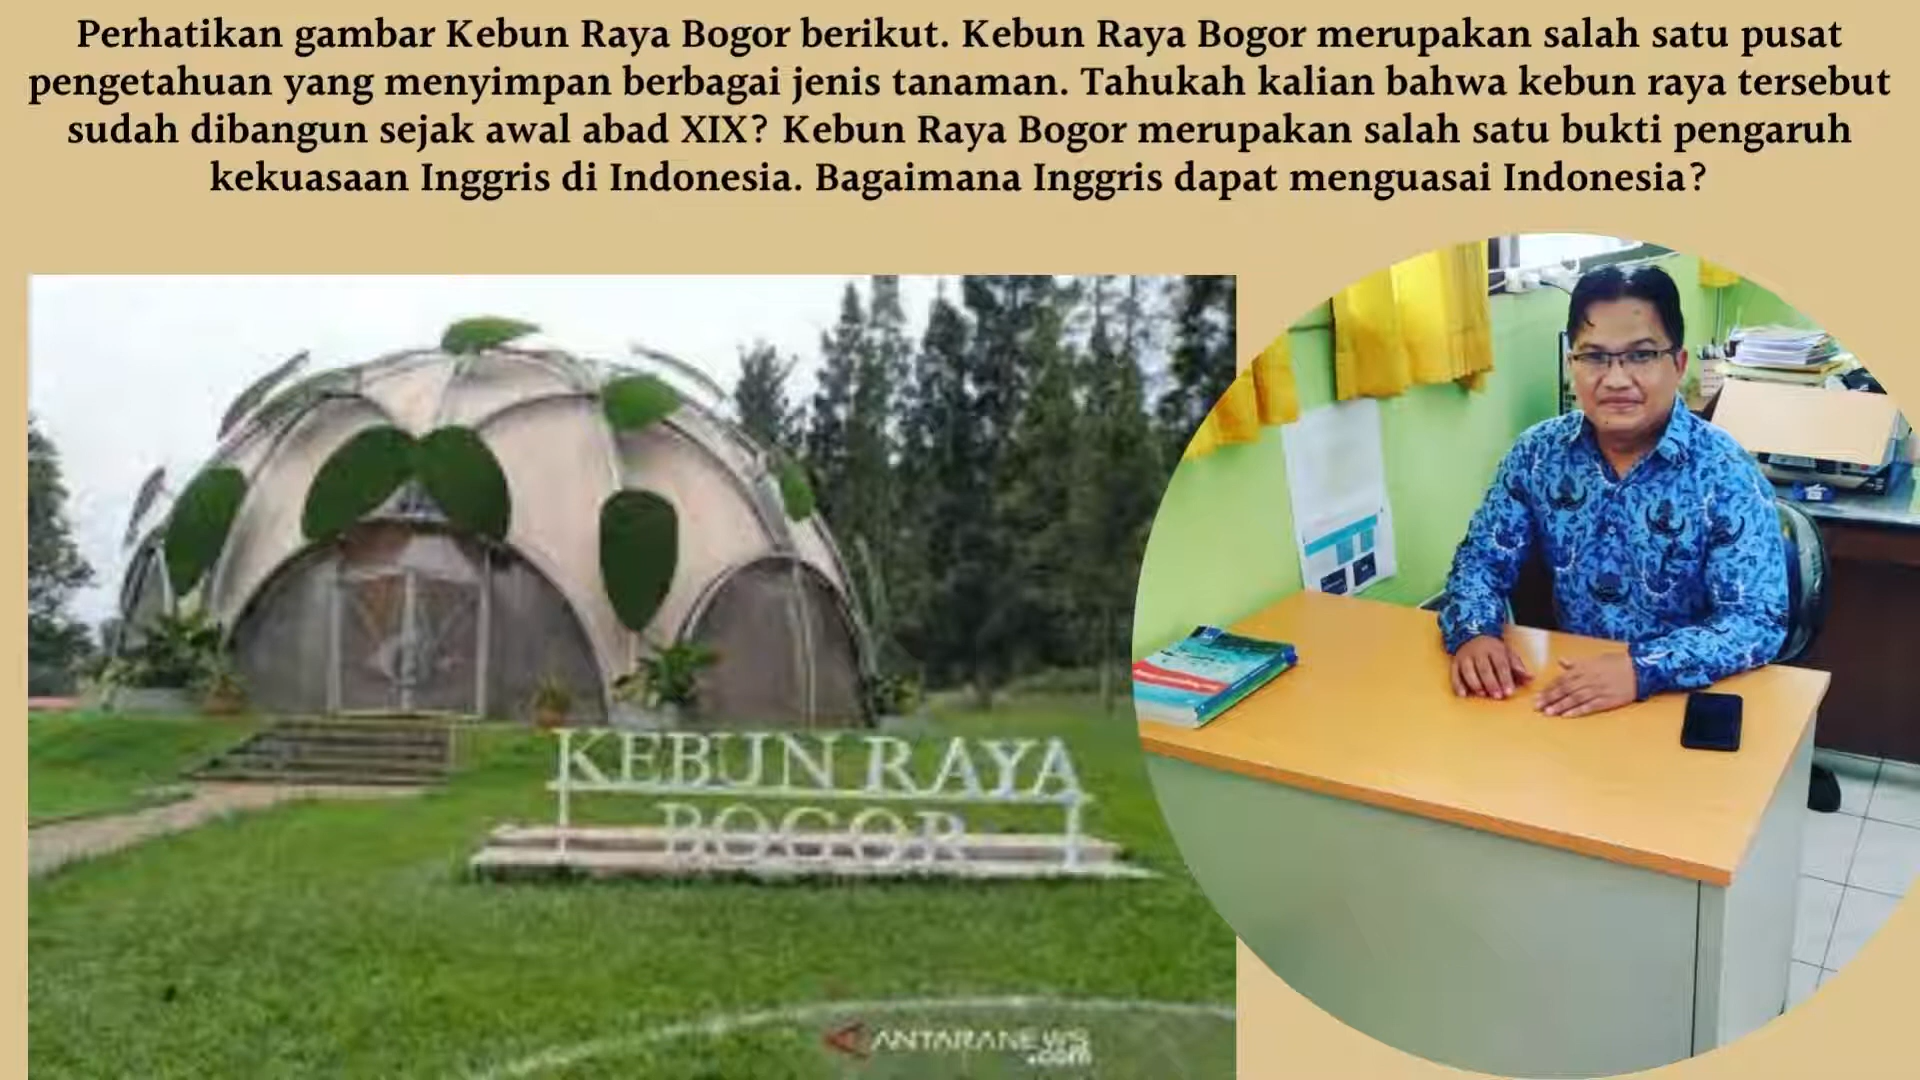 Perhatikan gambar Kebun Raya Bogor berikut. Kebun Raya Bogor merupakan salah satu pusat
pengetahuan yang menyimpan berbagai jenis tanaman. Tahukah kalian bahwa kebun raya tersebut
sudah dibangun sejak awal abad XIX? Kebun Raya Bogor merupakan salah satu bukti pengaruh
kekuasaan Inggris di Indonesia. Bagaimana Inggris dapat menguasai Indonesia?
KEBUN RAYA
BOGOR
ANTARANEWS
.com